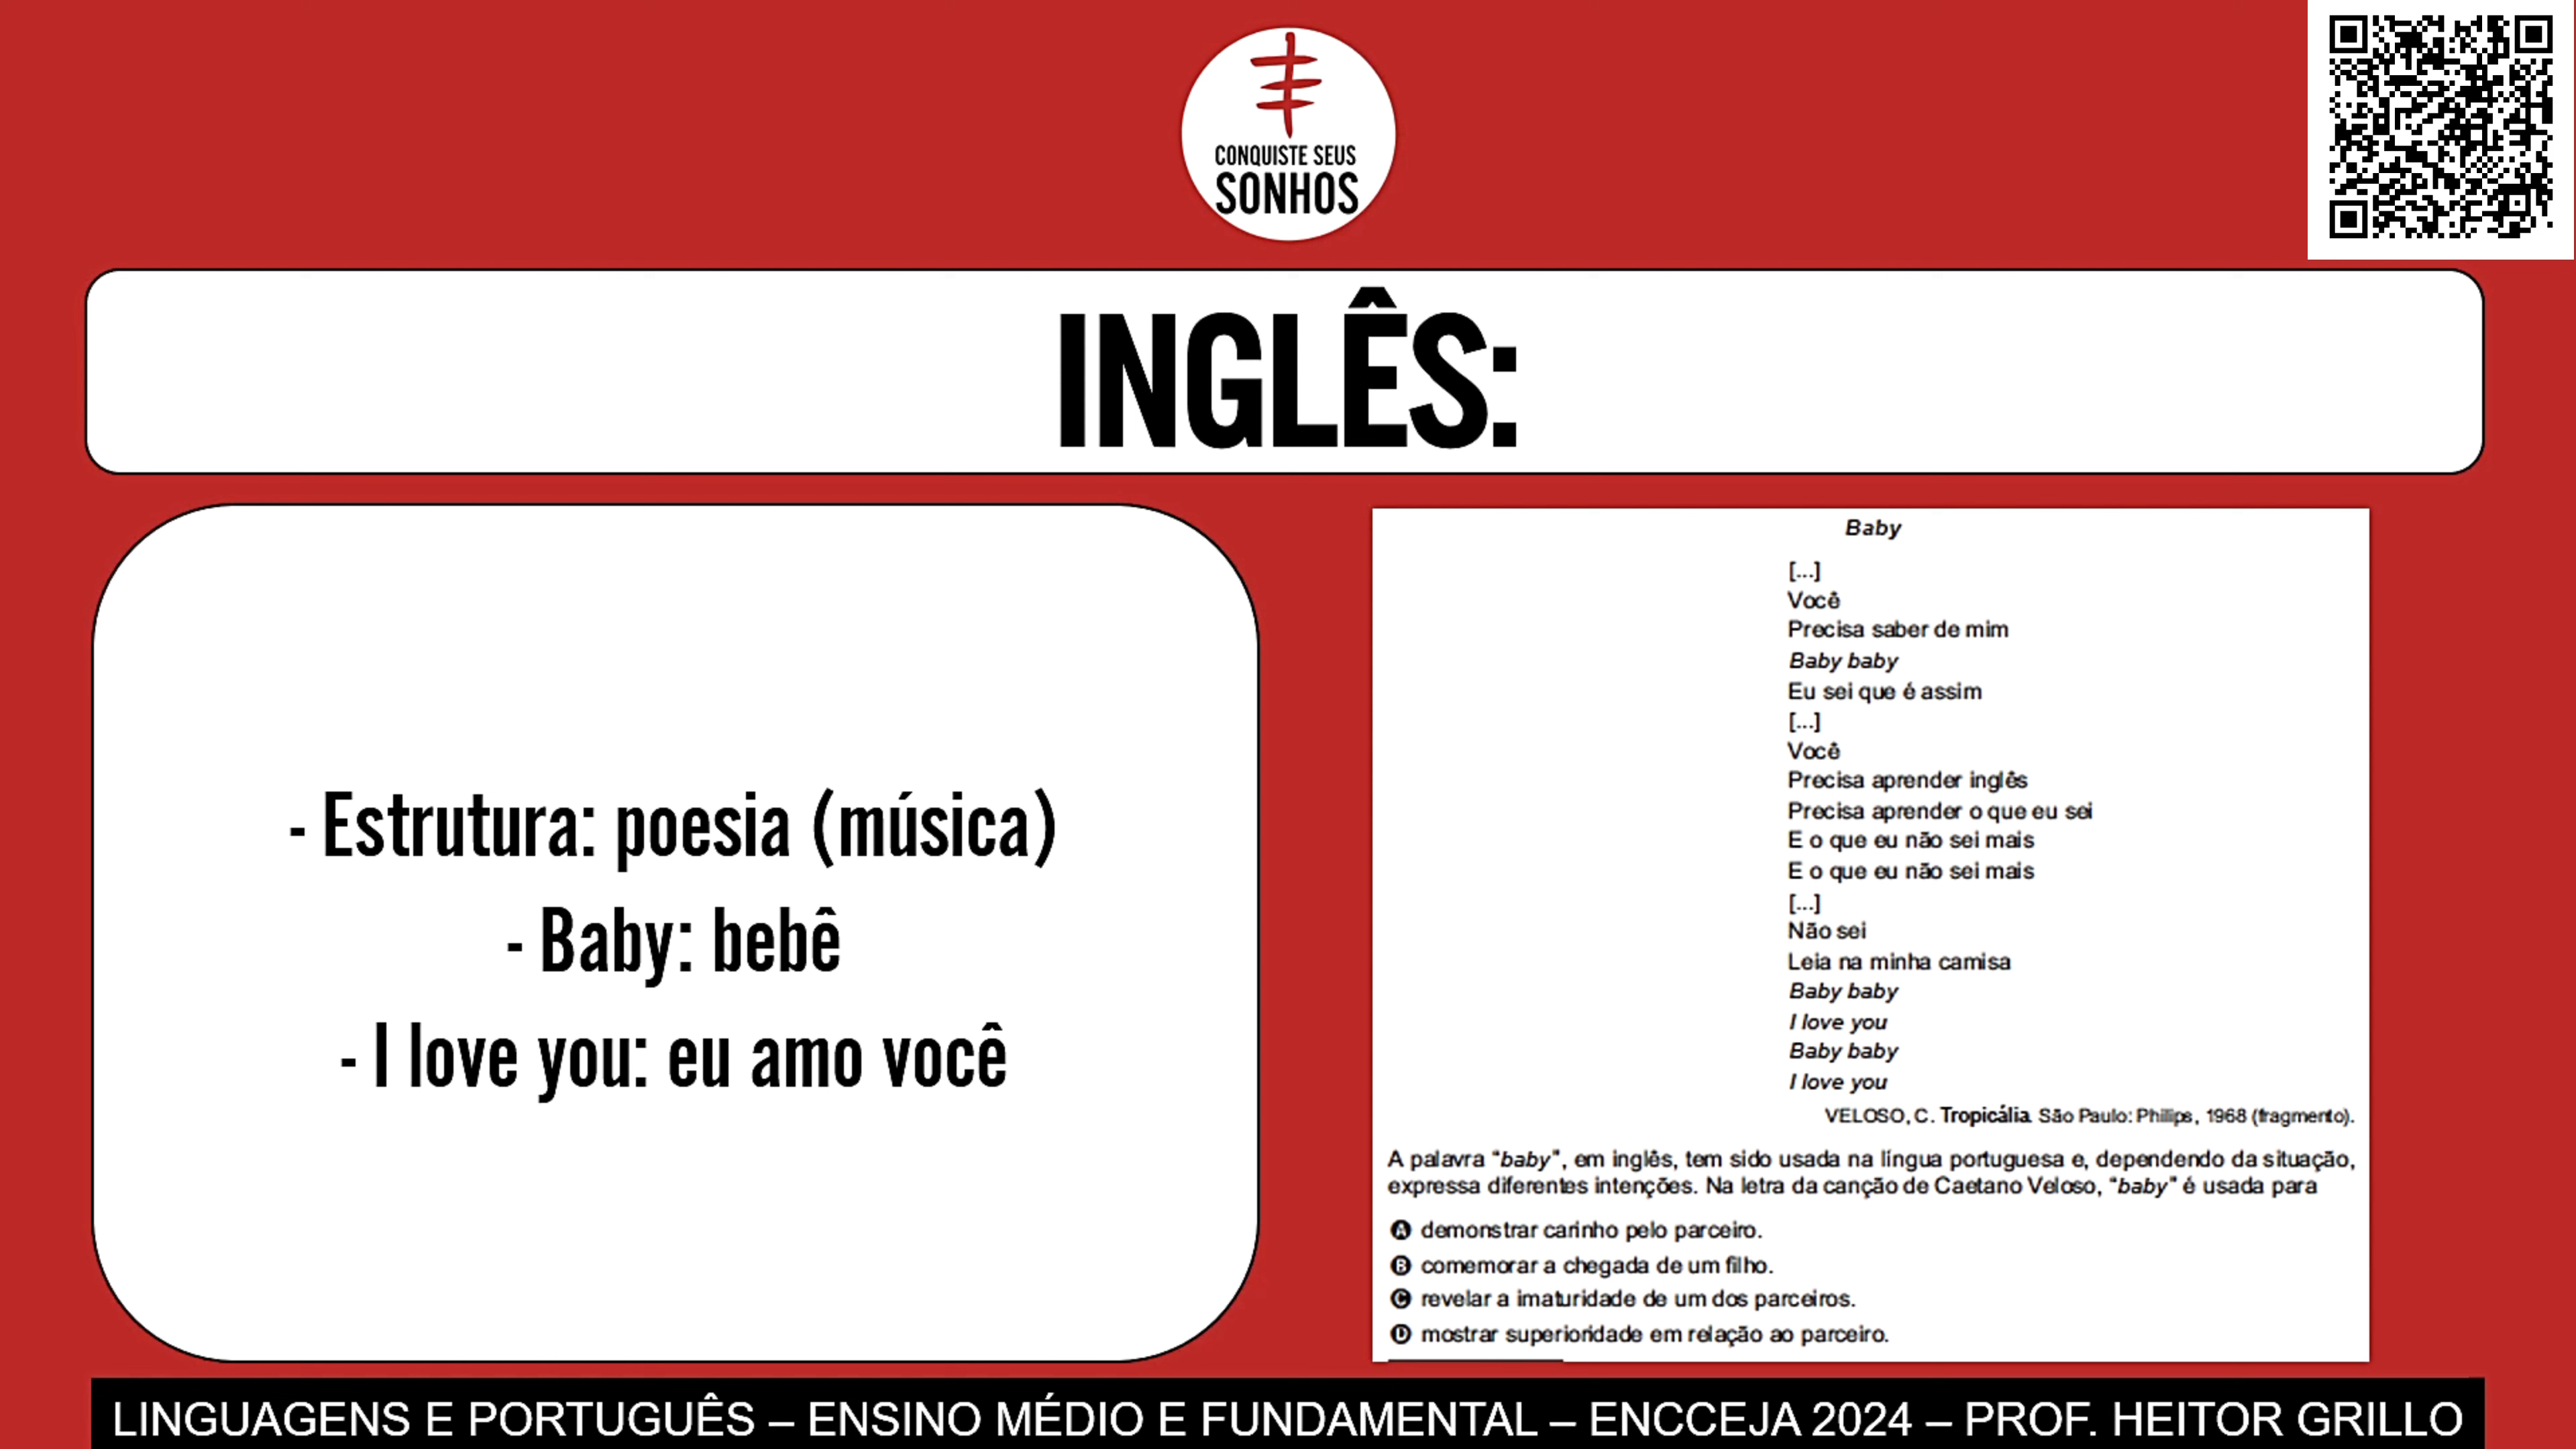 CONQUISTE SEUS
SONHOS
INGLÊS:
- Estrutura: poesia (música)
- Baby: bebê
- I love you: eu amo você
Baby
[...]
Você
Precisa saber de mim
Baby baby
Eu sei que é assim
[...]
Você
Precisa aprender inglês
Precisa aprender o que eu sei
E o que eu não sei mais
E o que eu não sei mais
[...]
Não sei
Leia na minha camisa
Baby baby
I love you
Baby baby
I love you
VELOSO, C. Tropicália. São Paulo: Philips, 1968 (fragmento).
A palavra “baby”, em inglês, tem sido usada na língua portuguesa e, dependendo da situação,
expressa diferentes intenções. Na letra da canção de Caetano Veloso, “baby” é usada para
A demonstrar carinho pelo parceiro.
B comemorar a chegada de um filho.
C revelar a imaturidade de um dos parceiros.
D mostrar superioridade em relação ao parceiro.
LINGUAGENS E PORTUGUÊS – ENSINO MÉDIO E FUNDAMENTAL – ENCCEJA 2024 – PROF. HEITOR GRILLO